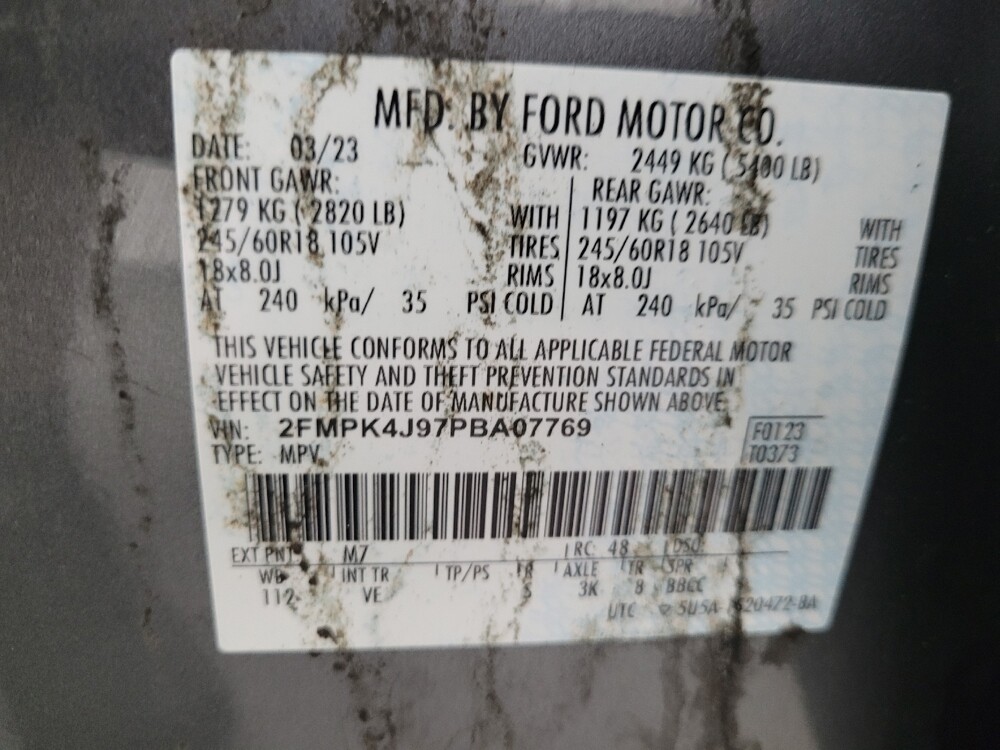 MFD. BY FORD MOTOR CO.
DATE: 03/23 GVWR: 2449 KG ( 5400 LB)
FRONT GAWR: REAR GAWR:
1279 KG ( 2820 LB) WITH 1197 KG ( 2640 LB) WITH
245/60R18 105V TIRES 245/60R18 105V TIRES
18x8.0J RIMS 18x8.0J RIMS
AT 240 kPa/ 35 PSI COLD AT 240 kPa/ 35 PSI COLD
THIS VEHICLE CONFORMS TO ALL APPLICABLE FEDERAL MOTOR
VEHICLE SAFETY AND THEFT PREVENTION STANDARDS IN
EFFECT ON THE DATE OF MANUFACTURE SHOWN ABOVE.
VIN: 2FMPK4J97PBA07769 F0123
TYPE: MPV T0373
EXT PNT M7 RC: 48 DSO:
WB INT TR TP/PS R AXLE TR SPR
112 VE 5 3K 8 BBCC
UTC